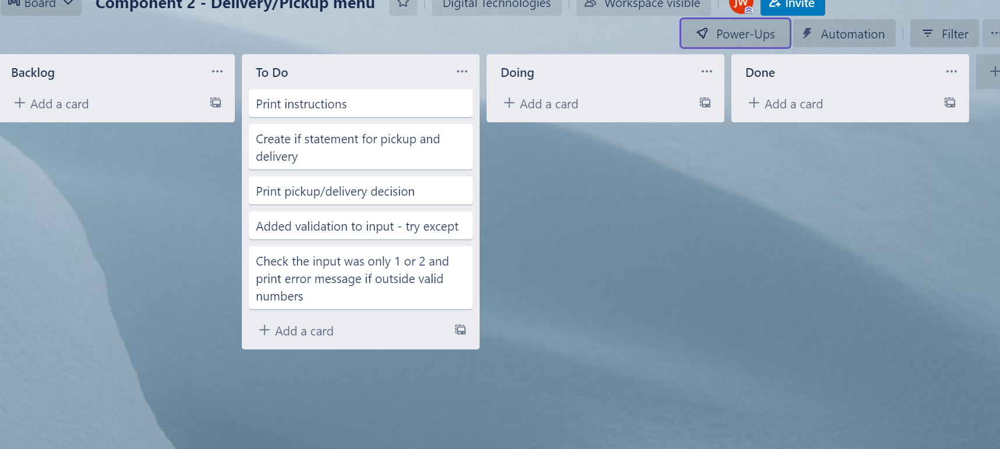 Board
Component 2 - Delivery/Pickup menu
Digital Technologies
Workspace visible
JW
Invite
Power-Ups
Automation
Filter
Backlog
Add a card
To Do
Print instructions
Create if statement for pickup and
delivery
Print pickup/delivery decision
Added validation to input - try except
Check the input was only 1 or 2 and
print error message if outside valid
numbers
Add a card
Doing
Add a card
Done
Add a card